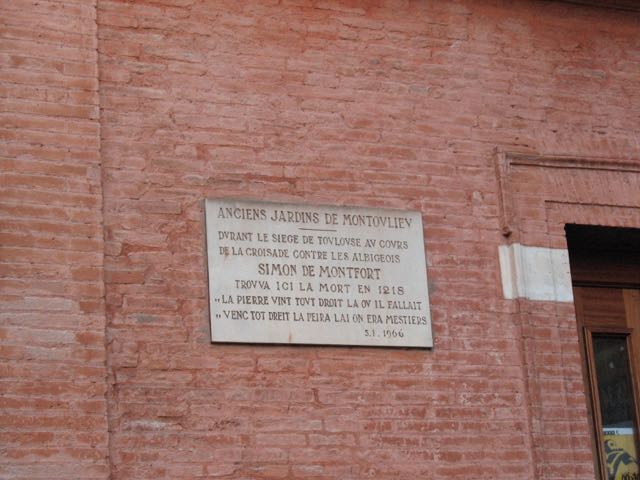 ANCIENS JARDINS DE MONTOVLIEV
DVRANT LE SIEGE DE TOVLOVSE AV COVRS
DE LA CROISADE CONTRE LES ALBIGEOIS
SIMON DE MONTFORT
TROVVA ICI LA MORT EN 1218
"LA PIERRE VINT TOVT DROIT LA OV IL FALLAIT
"VENC TOT DREIT LA PEIRA LAI ON ERA MESTIERS
S.I. 1966